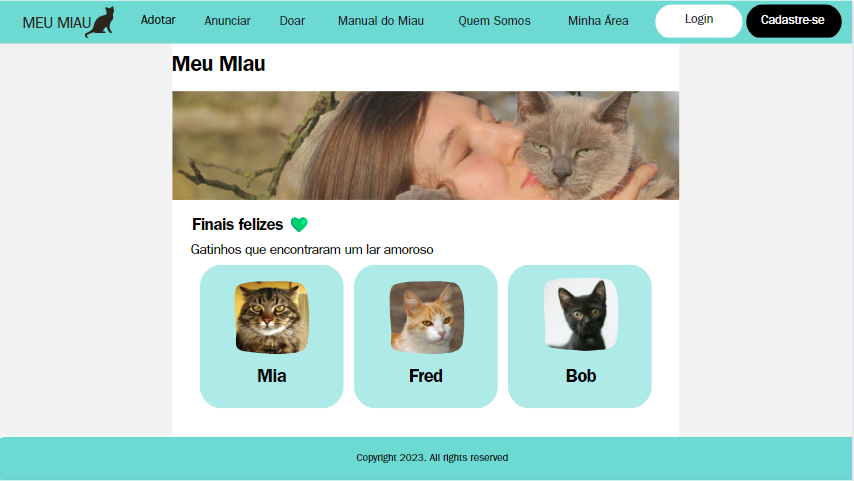 MEU MIAU Adotar Anunciar Doar Manual do Miau Quem Somos Minha Área Login Cadastre-se
Meu MIau
Finais felizes
Gatinhos que encontraram um lar amoroso
Mia Fred Bob
Copyright 2023. All rights reserved